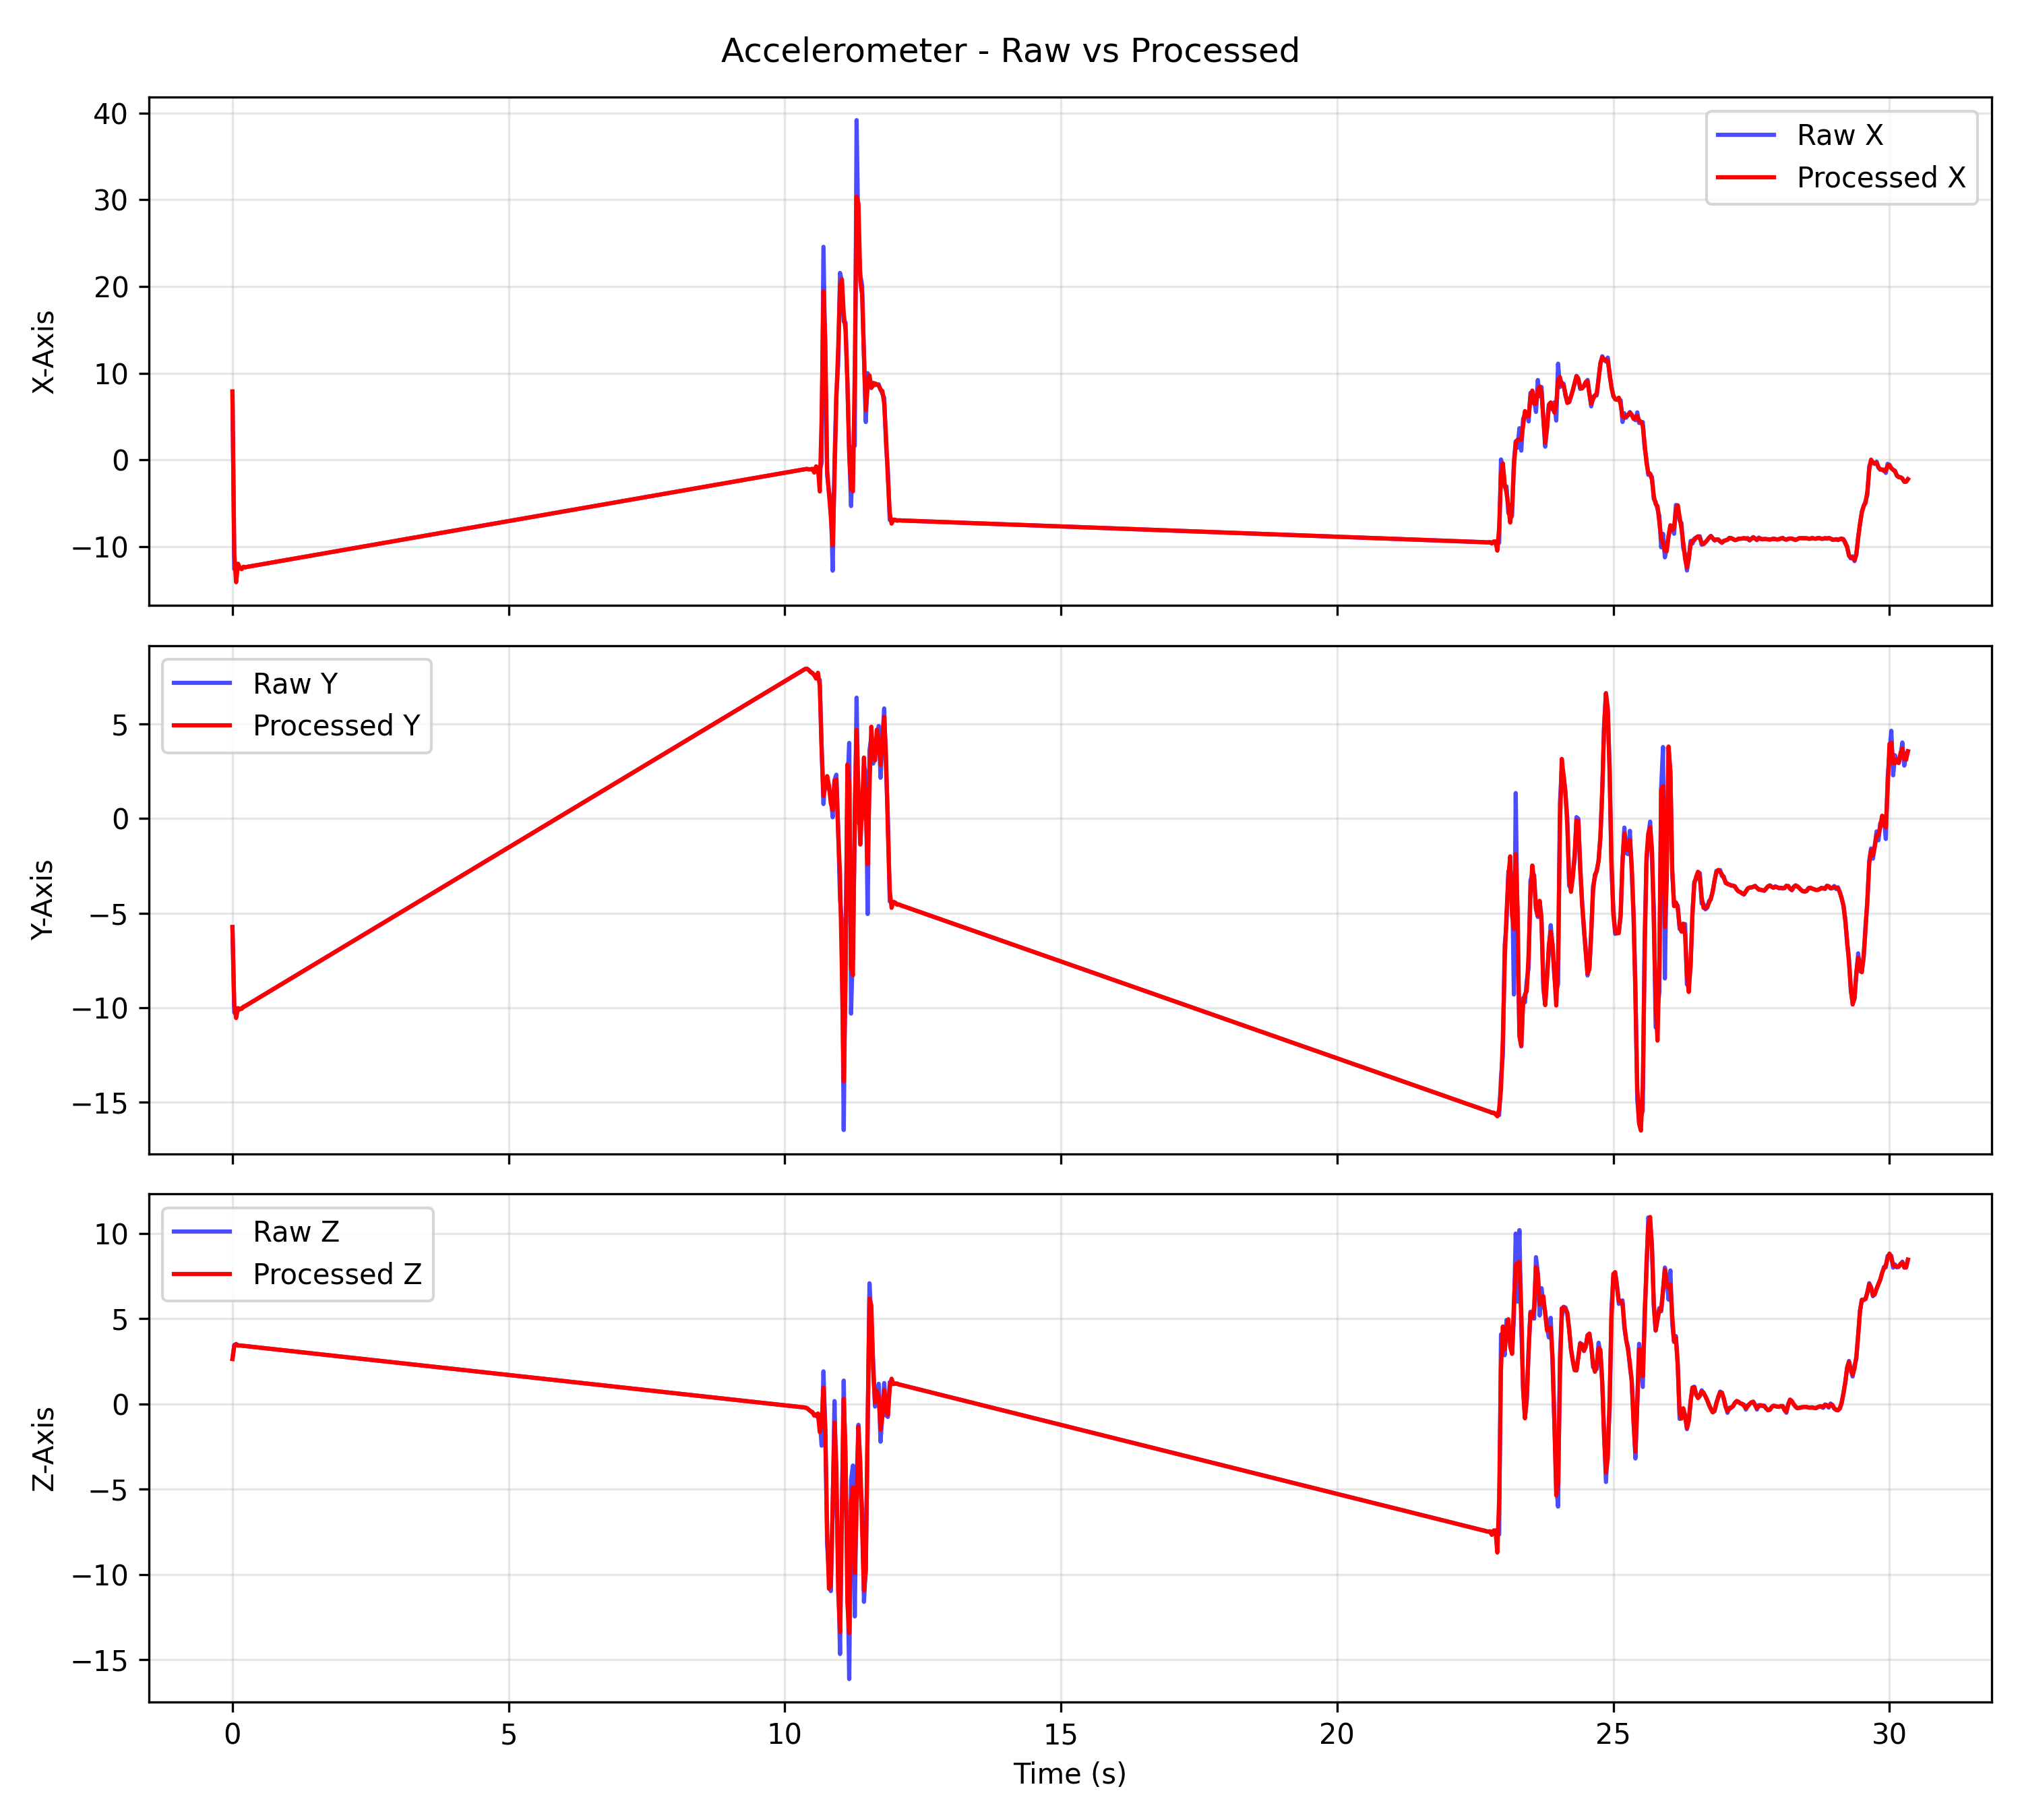 Accelerometer - Raw vs Processed
40
30
20
10
0
−10
X-Axis
Raw X
Processed X
5
0
−5
−10
−15
Y-Axis
Raw Y
Processed Y
10
5
0
−5
−10
−15
Z-Axis
Raw Z
Processed Z
0 5 10 15 20 25 30
Time (s)